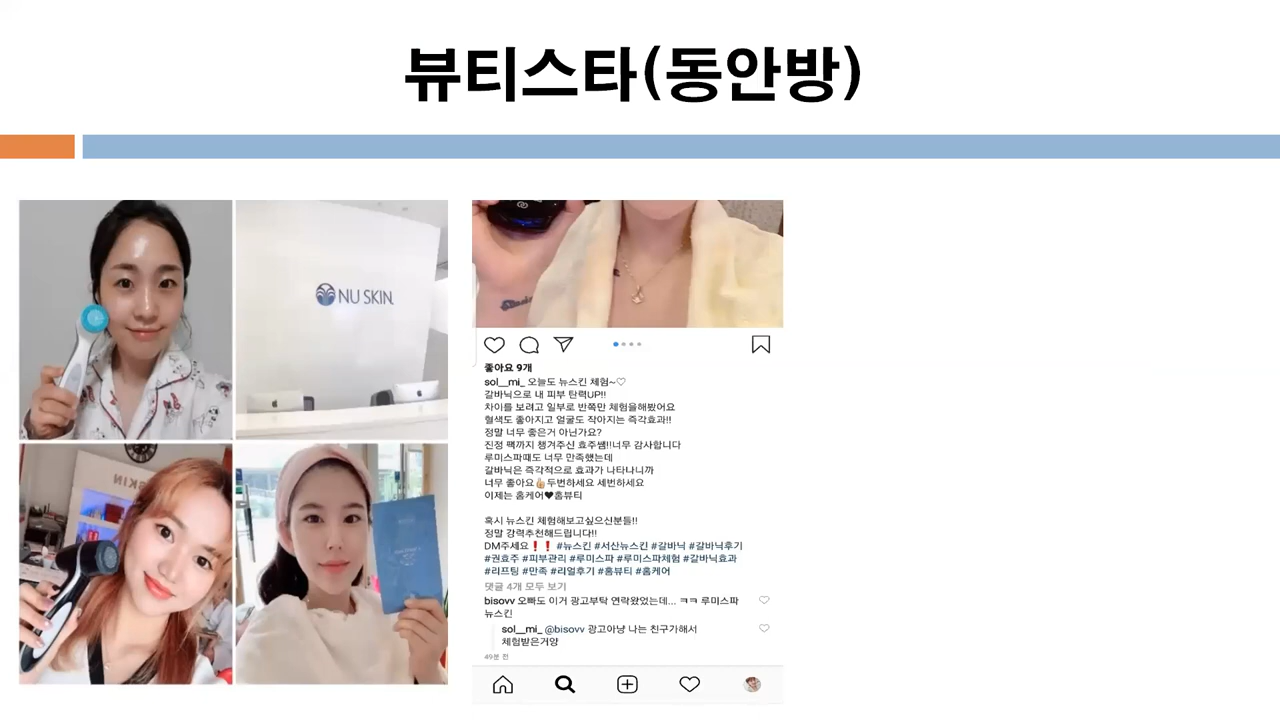 뷰티스타(동안방)
NU SKIN
좋아요 9개
sol__mi_ 오늘도 뉴스킨 체험~♡
갈바닉으로 내 피부 탄력UP!!
차이를 보려고 일부로 반쪽만 체험을해봤어요
혈색도 좋아지고 얼굴도 작아지는 즉각효과!!
정말 너무 좋은거 아닌가요?
진정 팩까지 챙겨주신 효주쌤!!너무 감사합니다
루미스파때도 너무 만족했는데
갈바닉은 즉각적으로 효과가 나타나니까
너무 좋아요👍두번하세요 세번하세요
이제는 홈케어♥홈뷰티
혹시 뉴스킨 체험해보고싶으신분들!!
정말 강력추천해드립니다!!
DM주세요❗❗ #뉴스킨 #서산뉴스킨 #갈바닉 #갈바닉후기
#권효주 #피부관리 #루미스파 #루미스파체험 #갈바닉효과
#리프팅 #만족 #리얼후기 #홈뷰티 #홈케어
댓글 4개 모두 보기
bisovv 오빠도 이거 광고부탁 연락왔었는데... ㅋㅋ 루미스파
뉴스킨
sol__mi_ @bisovv 광고아냥 나는 친구가해서
체험받은거양
49분 전